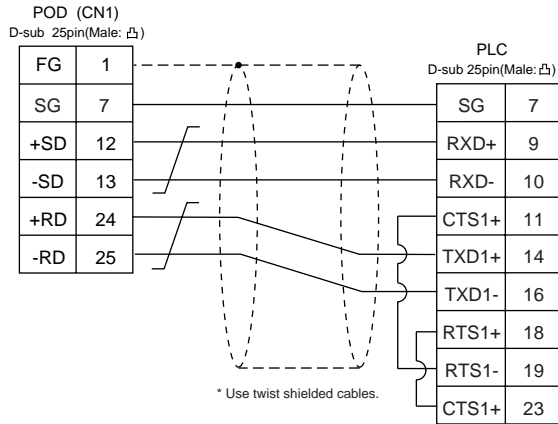 POD (CN1)
D-sub 25pin(Male: 凸)
FG 1
SG 7
+SD 12
-SD 13
+RD 24
-RD 25
PLC
D-sub 25pin(Male:凸)
SG 7
RXD+ 9
RXD- 10
CTS1+ 11
TXD1+ 14
TXD1- 16
RTS1+ 18
RTS1- 19
CTS1+ 23
* Use twist shielded cables.